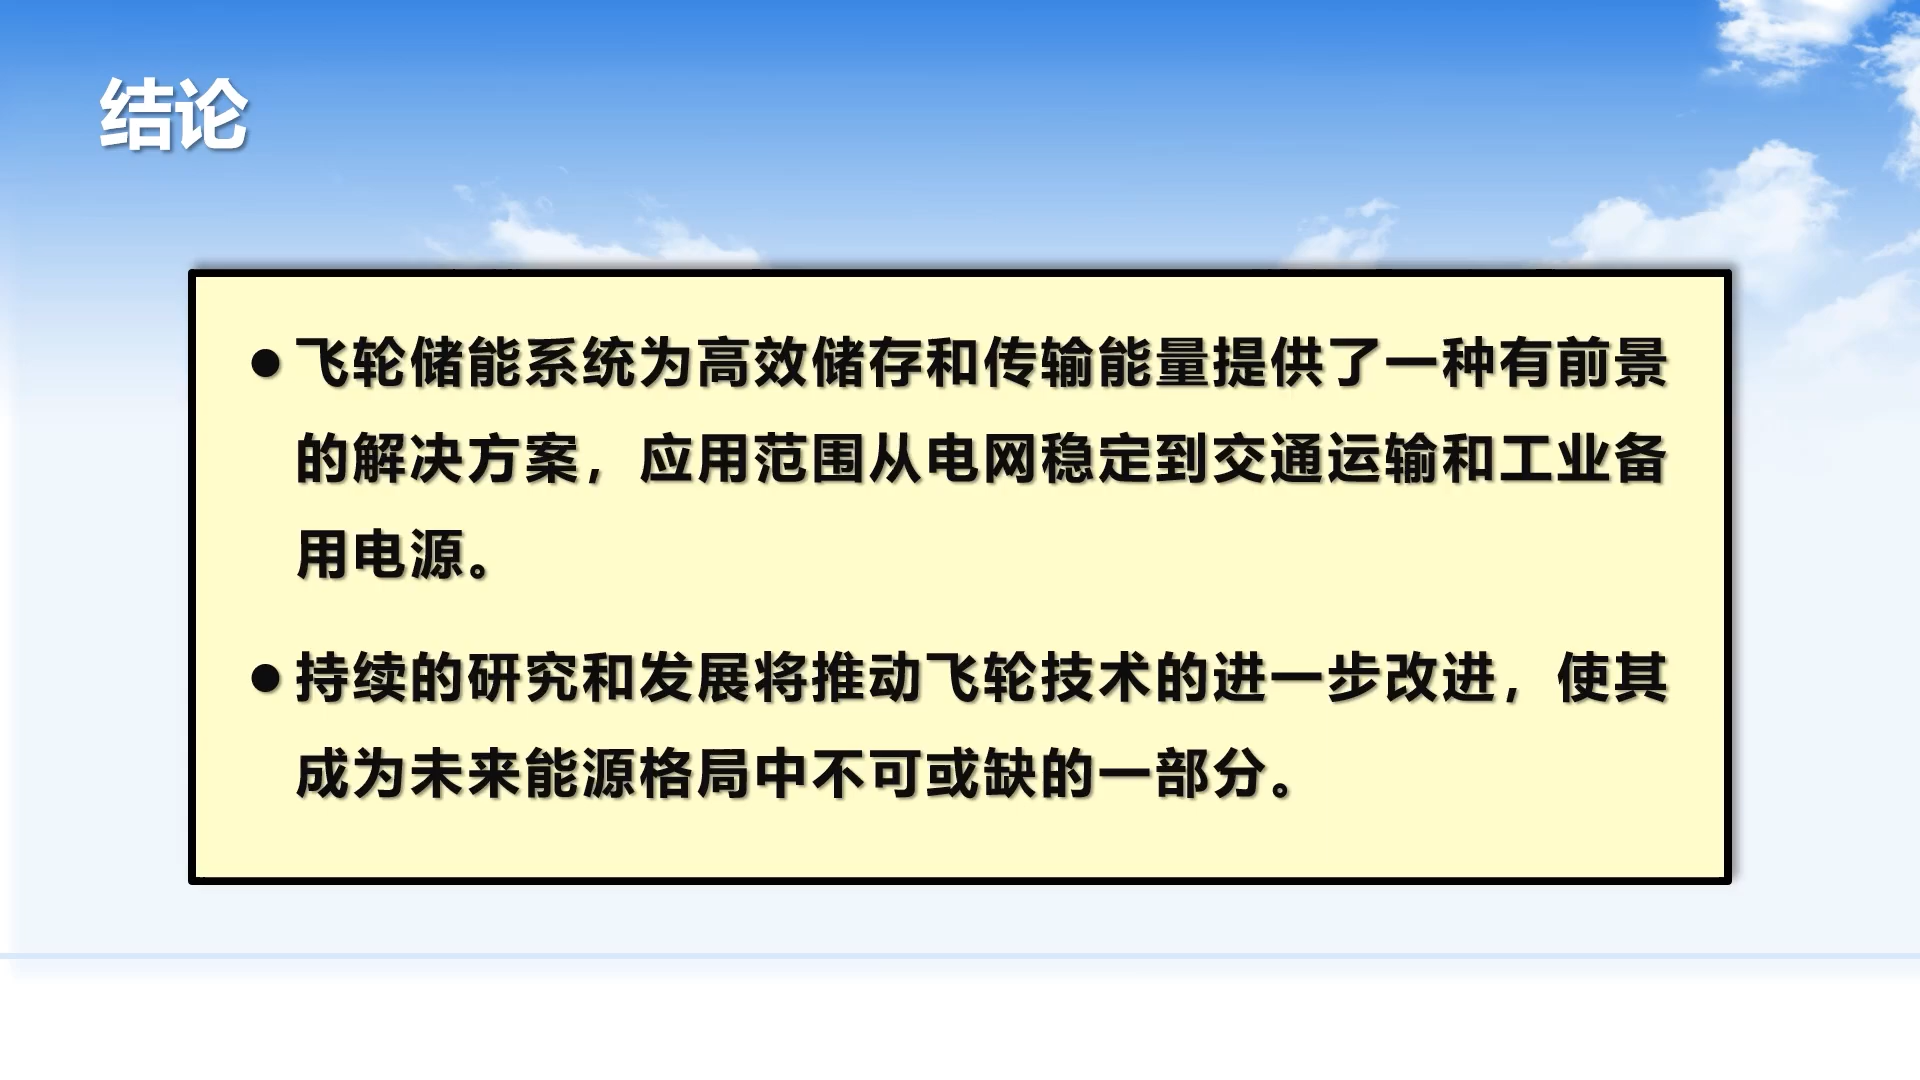 结论
●飞轮储能系统为高效储存和传输能量提供了一种有前景
的解决方案，应用范围从电网稳定到交通运输和工业备
用电源。
●持续的研究和发展将推动飞轮技术的进一步改进，使其
成为未来能源格局中不可或缺的一部分。